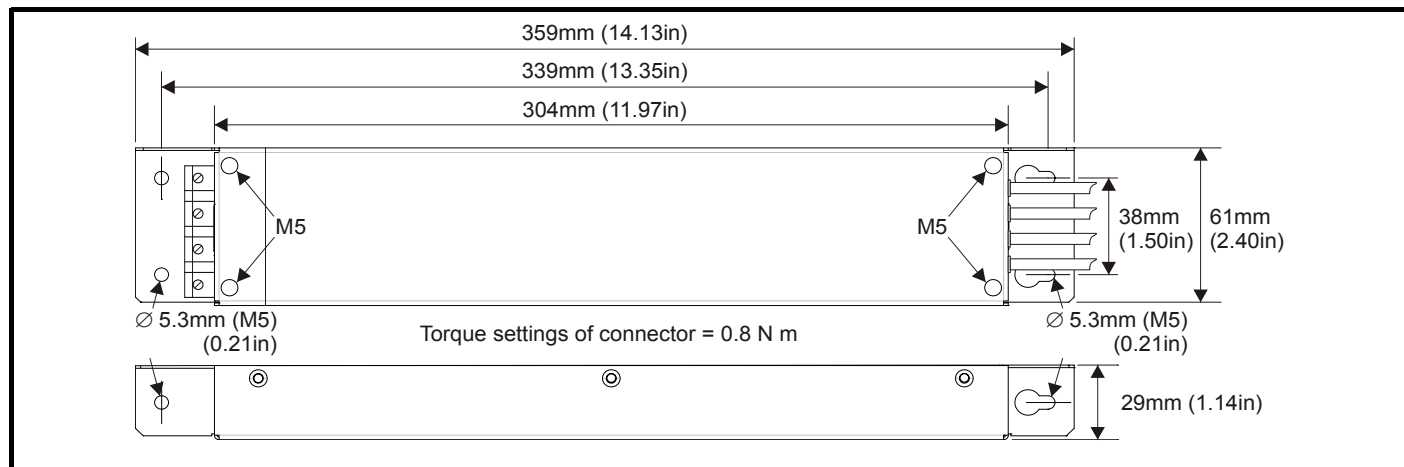 359mm (14.13in)
339mm (13.35in)
304mm (11.97in)
M5
M5
38mm
(1.50in)
61mm
(2.40in)
∅ 5.3mm (M5)
(0.21in)
Torque settings of connector = 0.8 N m
∅ 5.3mm (M5)
(0.21in)
29mm (1.14in)